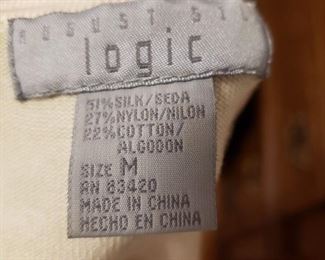 AUGUST SIL
logic
51% SILK/SEDA
27% NYLON/NILON
22% COTTON/
ALGODON
SIZE M
RN 83420
MADE IN CHINA
HECHO EN CHINA